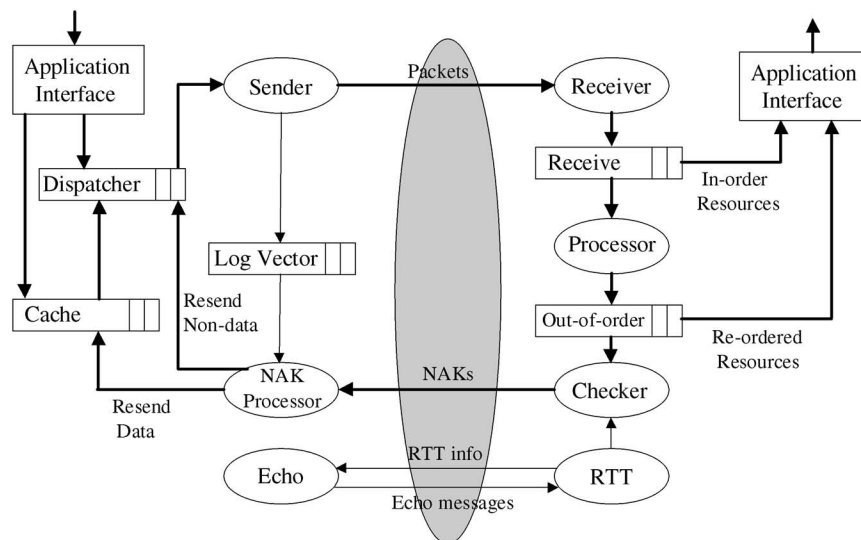 Application
Interface
Sender
Packets
Receiver
Application
Interface
Dispatcher
Receive
In-order
Resources
Log Vector
Processor
Cache
Resend
Non-data
Out-of-order
Re-ordered
Resources
NAK
Processor
NAKs
Checker
Resend
Data
RTT info
Echo
RTT
Echo messages